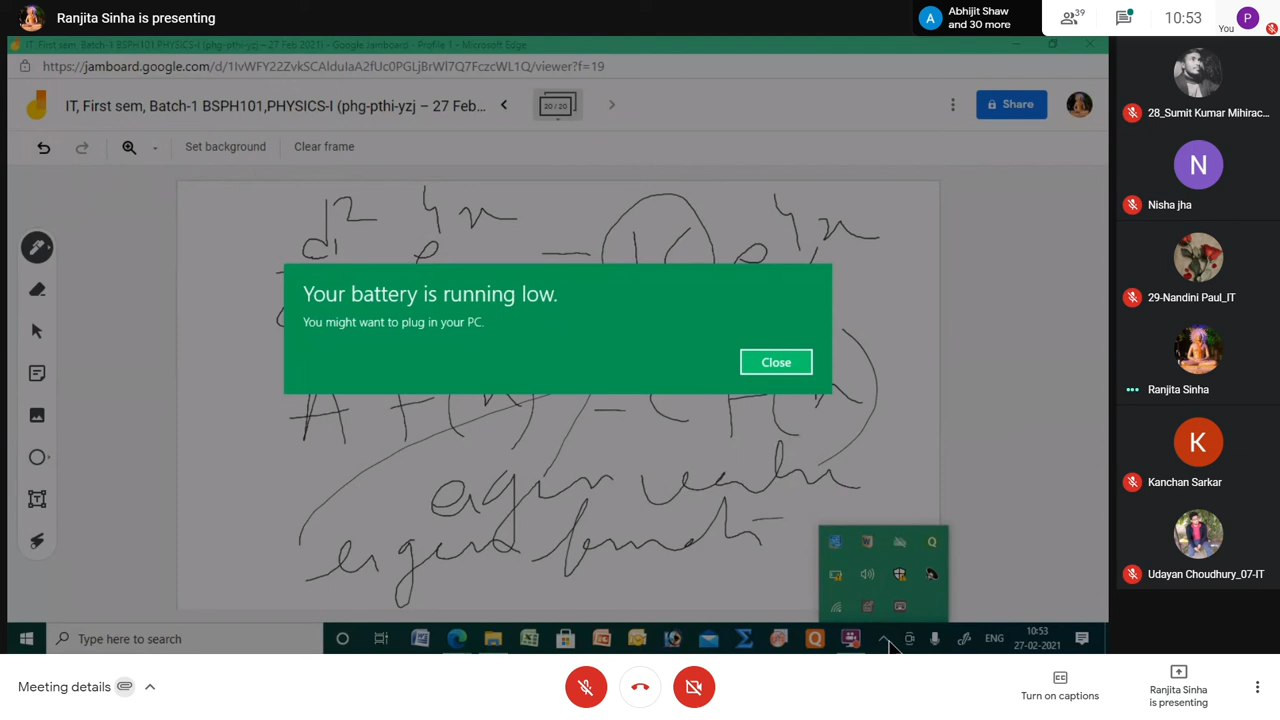 Ranjita Sinha is presenting
A
Abhijit Shaw
and 30 more
39
10:53
You
P
IT: First sem, Batch-1 BSPH101,PHYSICS-I (phg-pthi-yzj – 27 Feb 2021) - Google Jamboard - Profile 1 - Microsoft Edge
https://jamboard.google.com/d/1IvWFY22ZvkSCAlduIaA2fUc0PGLjBrWl7Q7FczcWL1Q/viewer?f=19
IT, First sem, Batch-1 BSPH101,PHYSICS-I (phg-pthi-yzj – 27 Feb...
20 / 20
Share
Set background
Clear frame
28_Sumit Kumar Mihirac...
N
Nisha jha
29-Nandini Paul_IT
Ranjita Sinha
K
Kanchan Sarkar
Udayan Choudhury_07-IT
d² e 4x = e 4x
Your battery is running low.
You might want to plug in your PC.
Close
A F(x) = C F(x
eigen
eigen
Type here to search
ENG
10:53
27-02-2021
Meeting details
Turn on captions
Ranjita Sinha
is presenting